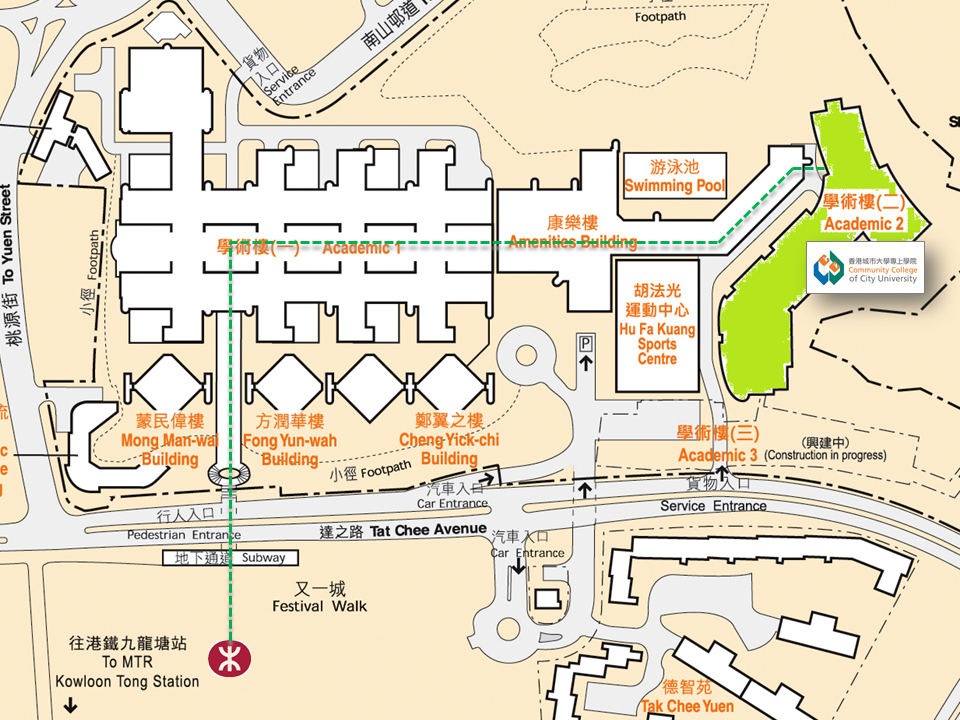 南山邨道
小徑
Footpath
貨物
入口
Service
Entrance
游泳池
Swimming Pool
學術樓(二)
Academic 2
康樂樓
Amenities Building
學術樓(一) Academic 1
香港城市大學專上學院
Community College
of City University
桃源街 To Yuen Street
小徑 Footpath
胡法光
運動中心
Hu Fa Kuang
Sports
Centre
P
蒙民偉樓
Mong Man-wai
Building
方潤華樓
Fong Yun-wah
Building
鄭翼之樓
Cheng Yick-chi
Building
學術樓(三)
Academic 3
(興建中)
(Construction in progress)
小徑 Footpath
汽車入口
Car Entrance
貨物入口
Service Entrance
行人入口
Pedestrian Entrance
達之路 Tat Chee Avenue
汽車入口
Car Entrance
地下通道 Subway
又一城
Festival Walk
往港鐵九龍塘站
To MTR
Kowloon Tong Station
德智苑
Tak Chee Yuen